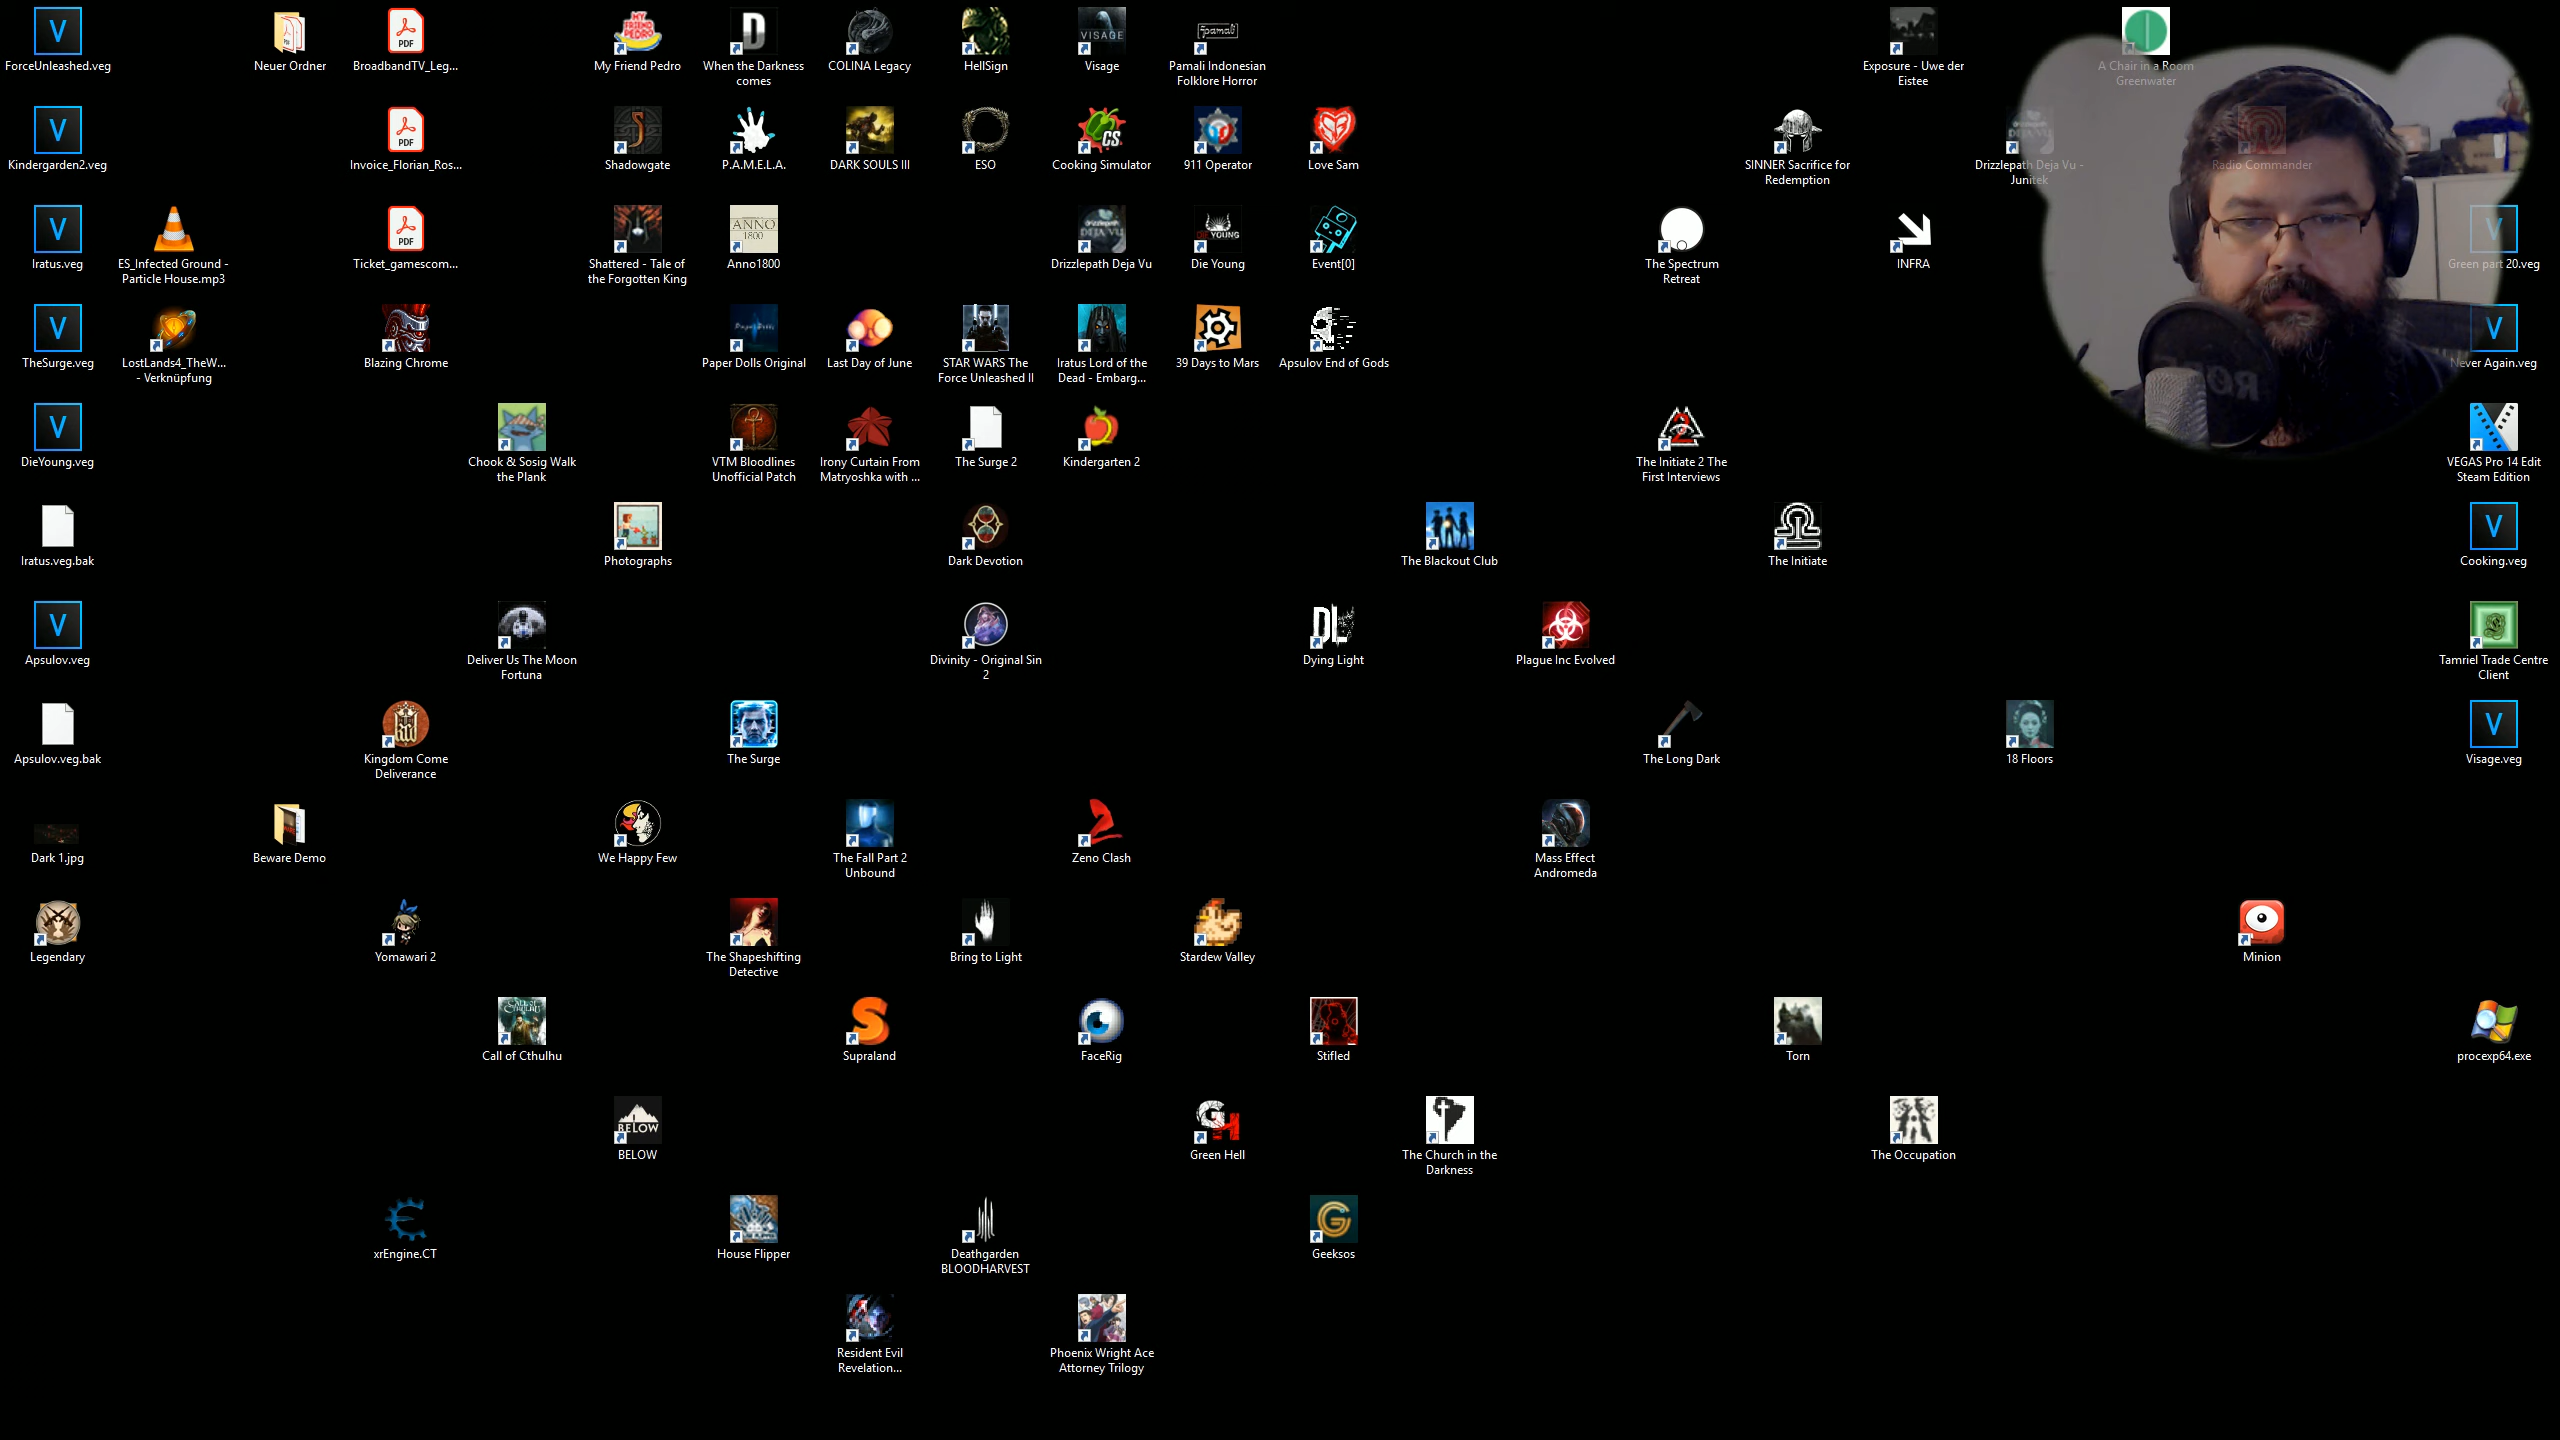 ForceUnleashed.veg
Neuer Ordner
BroadbandTV_Leg...
My Friend Pedro
When the Darkness
comes
COLINA Legacy
HellSign
VISAGE
Visage
Pamali
Pamali Indonesian
Folklore Horror
Exposure - Uwe der
Eistee
A Chair in a Room
Greenwater
Kindergarden2.veg
Invoice_Florian_Ros...
Shadowgate
P.A.M.E.L.A.
DARK SOULS III
ESO
CS
Cooking Simulator
911 Operator
Love Sam
SINNER Sacrifice for
Redemption
Drizzlepath Deja Vu -
Junitek
Radio Commander
Iratus.veg
ES_Infected Ground -
Particle House.mp3
Ticket_gamescom...
Shattered - Tale of
the Forgotten King
ANNO
1800
Anno1800
Drizzlepath Deja Vu
DIE YOUNG
Die Young
Event[0]
The Spectrum
Retreat
INFRA
Green part 20.veg
TheSurge.veg
LostLands4_TheW...
- Verknüpfung
Blazing Chrome
Paper Dolls Original
Last Day of June
STAR WARS The
Force Unleashed II
Iratus Lord of the
Dead - Embarg...
39 Days to Mars
Apsulov End of Gods
Never Again.veg
DieYoung.veg
Chook & Sosig Walk
the Plank
VTM Bloodlines
Unofficial Patch
Irony Curtain From
Matryoshka with ...
The Surge 2
Kindergarten 2
The Initiate 2 The
First Interviews
VEGAS Pro 14 Edit
Steam Edition
Iratus.veg.bak
Photographs
Dark Devotion
The Blackout Club
The Initiate
Cooking.veg
Apsulov.veg
Deliver Us The Moon
Fortuna
Divinity - Original Sin
2
DL
Dying Light
Plague Inc Evolved
Tamriel Trade Centre
Client
Apsulov.veg.bak
Kingdom Come
Deliverance
The Surge
The Long Dark
18 Floors
Visage.veg
Dark 1.jpg
Beware Demo
We Happy Few
The Fall Part 2
Unbound
Zeno Clash
Mass Effect
Andromeda
Legendary
Yomawari 2
The Shapeshifting
Detective
Bring to Light
Stardew Valley
Minion
Call of Cthulhu
Supraland
FaceRig
Stifled
Torn
procexp64.exe
BELOW
BELOW
GH
Green Hell
The Church in the
Darkness
The Occupation
xrEngine.CT
House Flipper
Deathgarden
BLOODHARVEST
Geeksos
Resident Evil
Revelation...
Phoenix Wright Ace
Attorney Trilogy